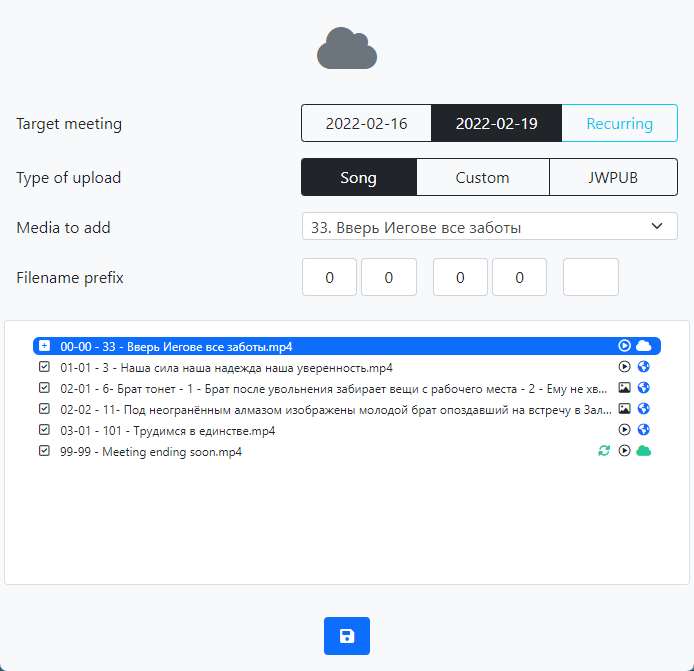 Target meeting 2022-02-16 2022-02-19 Recurring
Type of upload Song Custom JWPUB
Media to add 33. Вверь Иегове все заботы
Filename prefix 0 0 0 0
00-00 - 33 - Вверь Иегове все заботы.mp4
01-01 - 3 - Наша сила наша надежда наша уверенность.mp4
02-01 - 6- Брат тонет - 1 - Брат после увольнения забирает вещи с рабочего места - 2 - Ему не хв...
02-02 - 11- Под неогранённым алмазом изображены молодой брат опоздавший на встречу в Зал...
03-01 - 101 - Трудимся в единстве.mp4
99-99 - Meeting ending soon.mp4